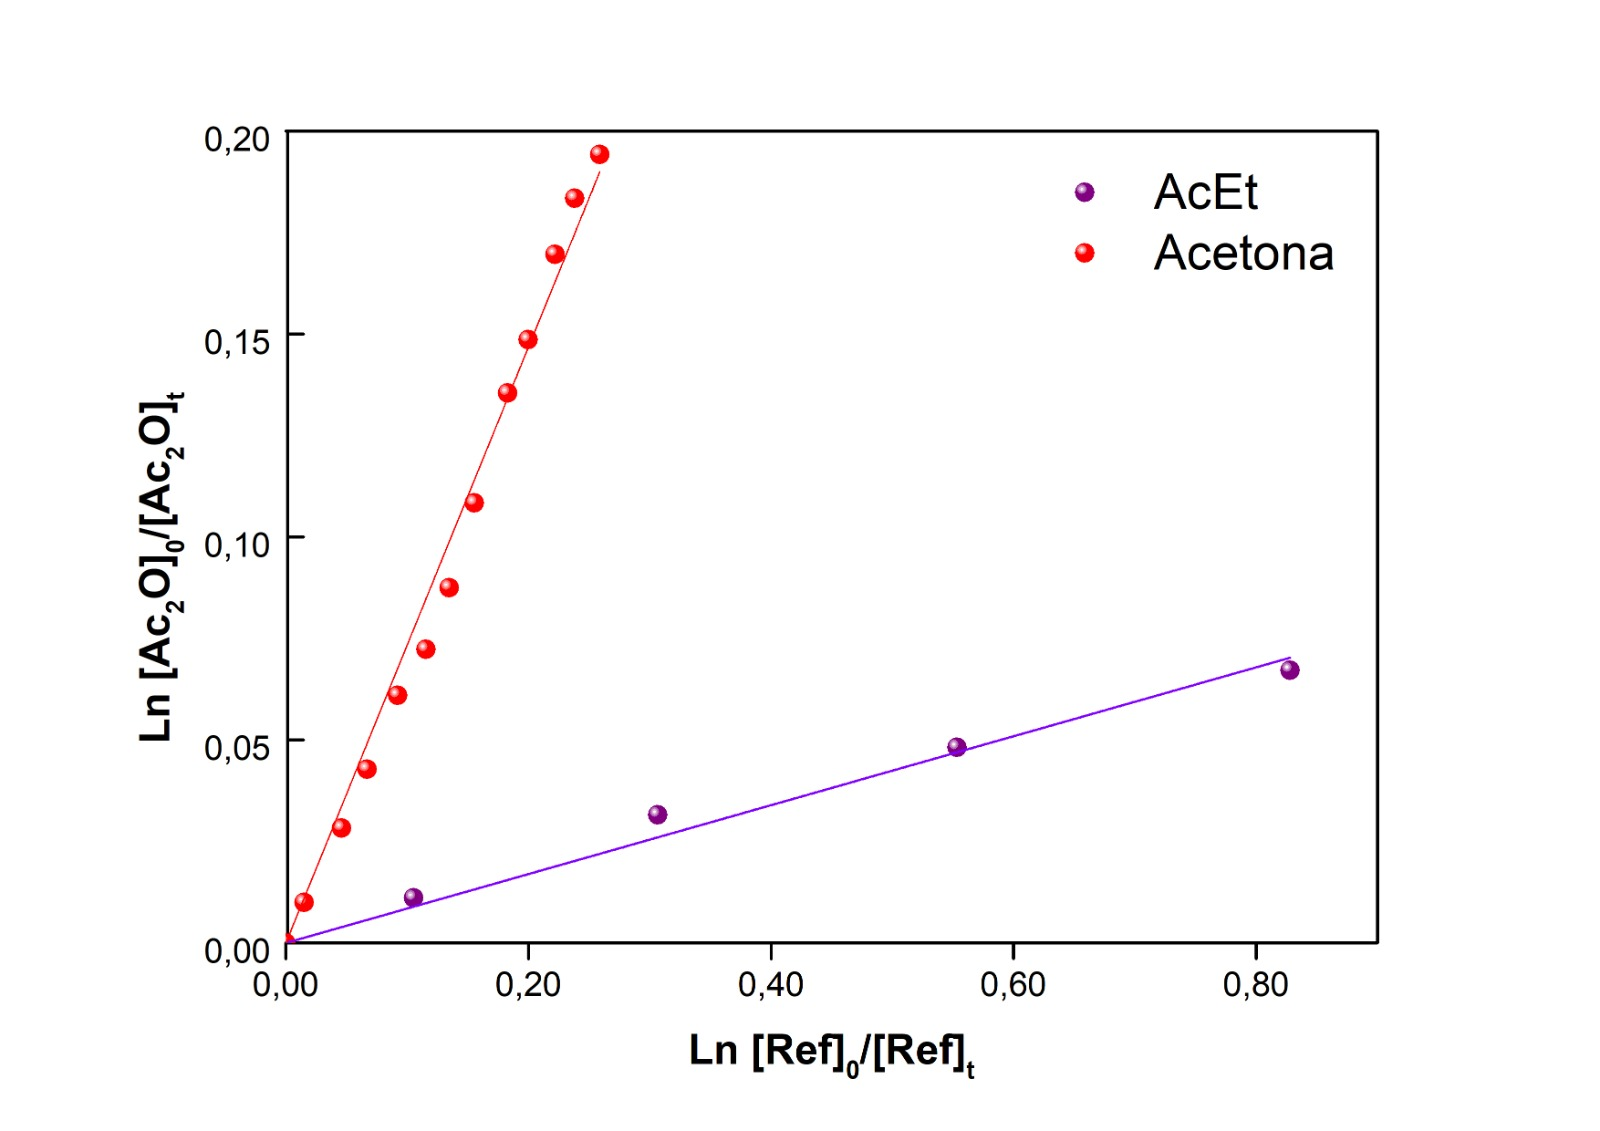 0,20
0,15
0,10
0,05
0,00
0,00 0,20 0,40 0,60 0,80
AcEt
Acetona
Ln [Ac₂O]₀/[Ac₂O]ₜ
Ln [Ref]₀/[Ref]ₜ